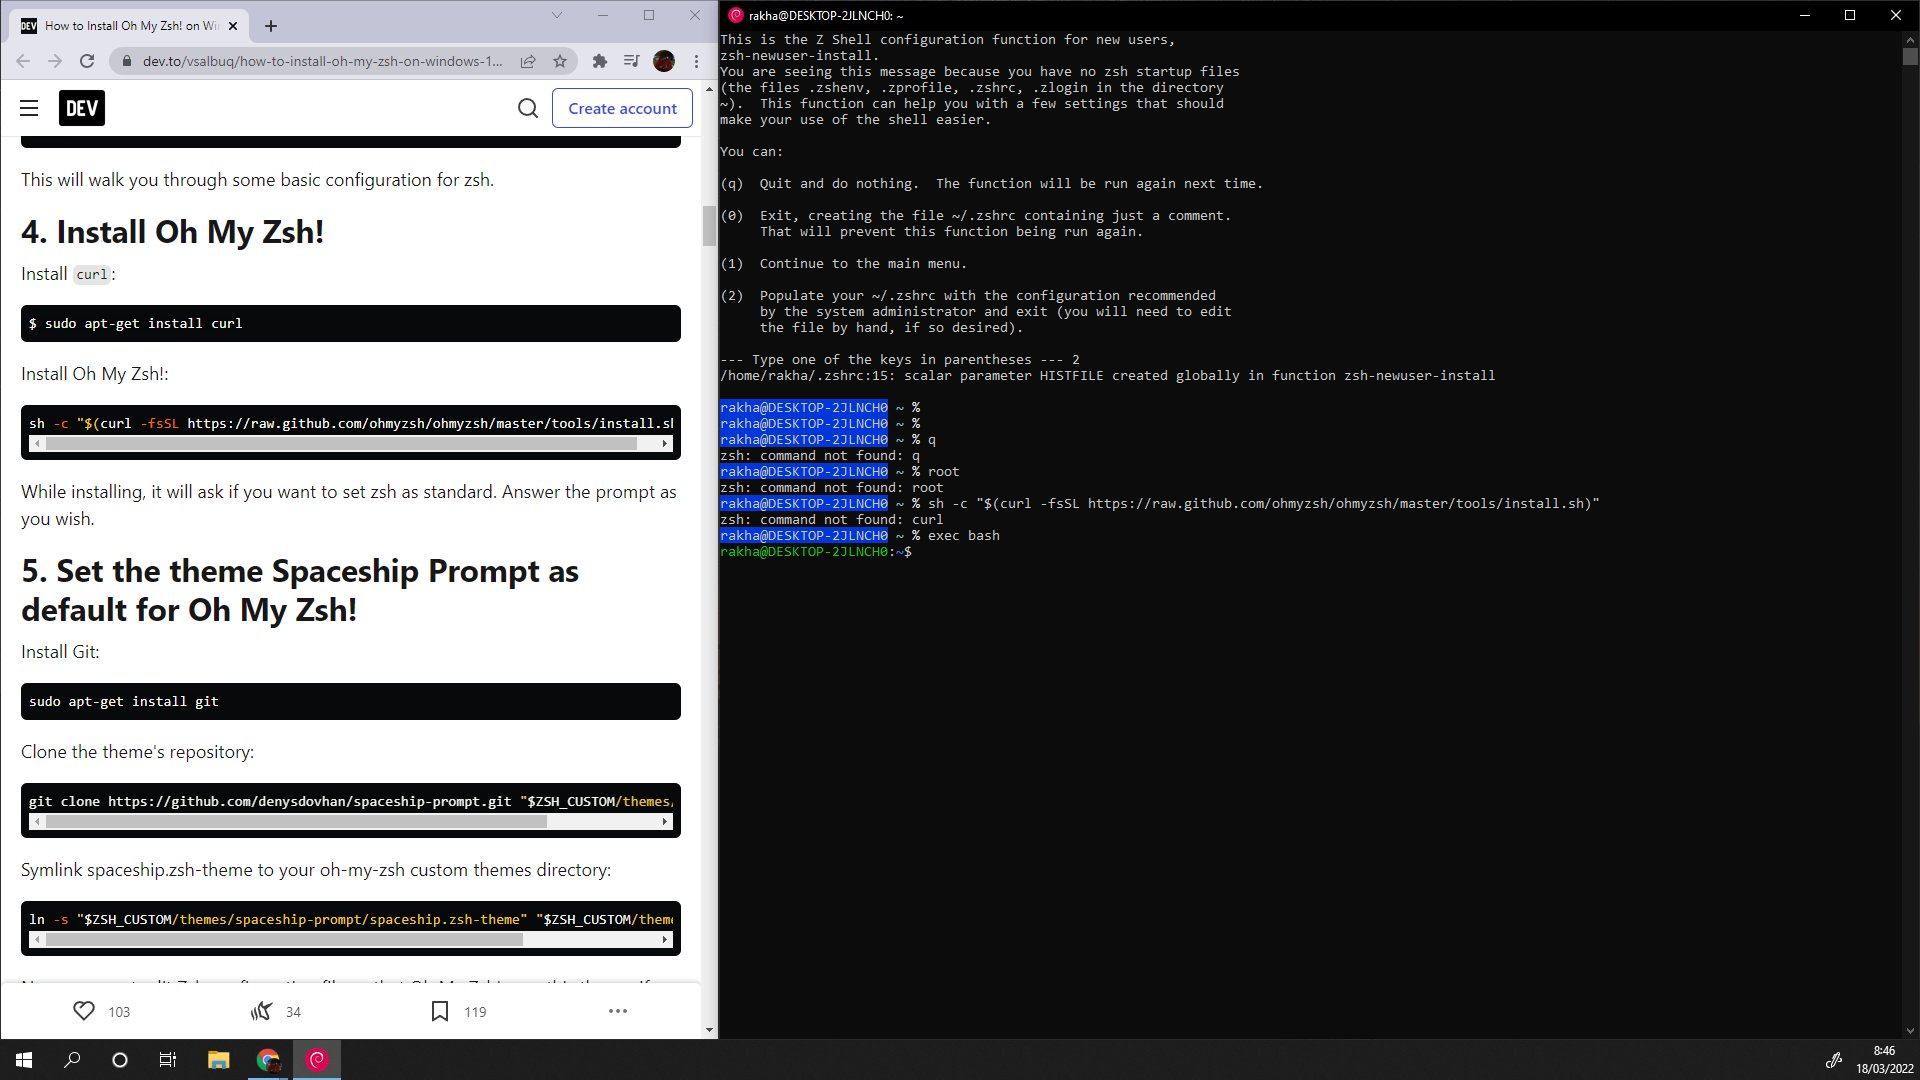 How to Install Oh My Zsh! on Wi
dev.to/vsalbuq/how-to-install-oh-my-zsh-on-windows-1...
DEV
Create account
This will walk you through some basic configuration for zsh.
4. Install Oh My Zsh!
Install curl:
$ sudo apt-get install curl
Install Oh My Zsh!:
sh -c "$(curl -fsSL https://raw.github.com/ohmyzsh/ohmyzsh/master/tools/install.sh
While installing, it will ask if you want to set zsh as standard. Answer the prompt as
you wish.
5. Set the theme Spaceship Prompt as
default for Oh My Zsh!
Install Git:
sudo apt-get install git
Clone the theme's repository:
git clone https://github.com/denysdovhan/spaceship-prompt.git "$ZSH_CUSTOM/themes/
Symlink spaceship.zsh-theme to your oh-my-zsh custom themes directory:
ln -s "$ZSH_CUSTOM/themes/spaceship-prompt/spaceship.zsh-theme" "$ZSH_CUSTOM/theme
103
34
119
rakha@DESKTOP-2JLNCH0: ~
This is the Z Shell configuration function for new users,
zsh-newuser-install.
You are seeing this message because you have no zsh startup files
(the files .zshenv, .zprofile, .zshrc, .zlogin in the directory
~).  This function can help you with a few settings that should
make your use of the shell easier.
You can:
(q)  Quit and do nothing.  The function will be run again next time.
(0)  Exit, creating the file ~/.zshrc containing just a comment.
That will prevent this function being run again.
(1)  Continue to the main menu.
(2)  Populate your ~/.zshrc with the configuration recommended
by the system administrator and exit (you will need to edit
the file by hand, if so desired).
--- Type one of the keys in parentheses --- 2
/home/rakha/.zshrc:15: scalar parameter HISTFILE created globally in function zsh-newuser-install
rakha@DESKTOP-2JLNCH0 ~ %
rakha@DESKTOP-2JLNCH0 ~ %
rakha@DESKTOP-2JLNCH0 ~ % q
zsh: command not found: q
rakha@DESKTOP-2JLNCH0 ~ % root
zsh: command not found: root
rakha@DESKTOP-2JLNCH0 ~ % sh -c "$(curl -fsSL https://raw.github.com/ohmyzsh/ohmyzsh/master/tools/install.sh)"
zsh: command not found: curl
rakha@DESKTOP-2JLNCH0 ~ % exec bash
rakha@DESKTOP-2JLNCH0:~$
8:46
18/03/2022